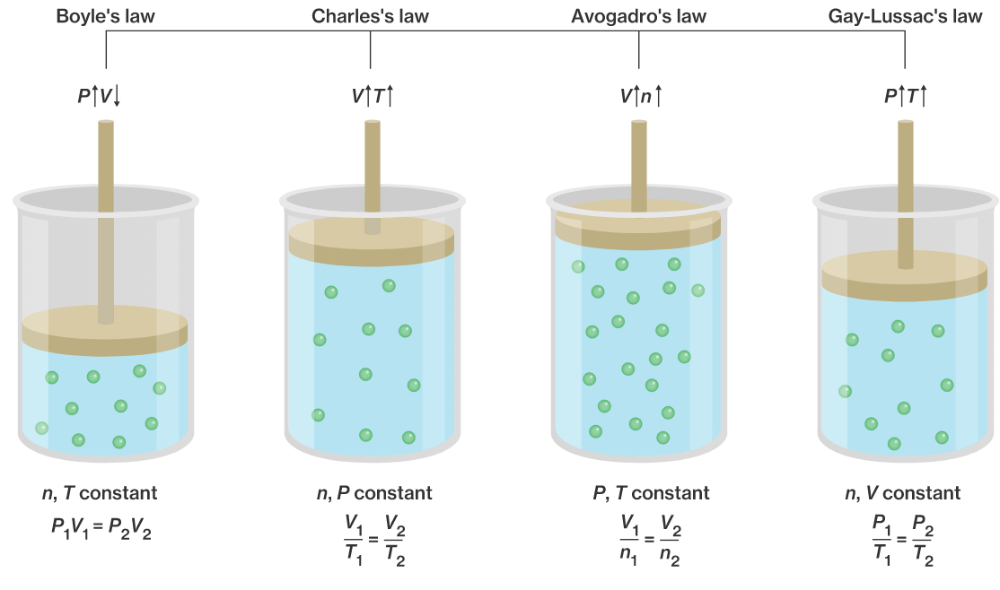 Boyle's law
Charles's law
Avogadro's law
Gay-Lussac's law
P↑V↓
V↑T↑
V↑n↑
P↑T↑
n, T constant
P₁V₁ = P₂V₂
n, P constant
V₁/T₁ = V₂/T₂
P, T constant
V₁/n₁ = V₂/n₂
n, V constant
P₁/T₁ = P₂/T₂